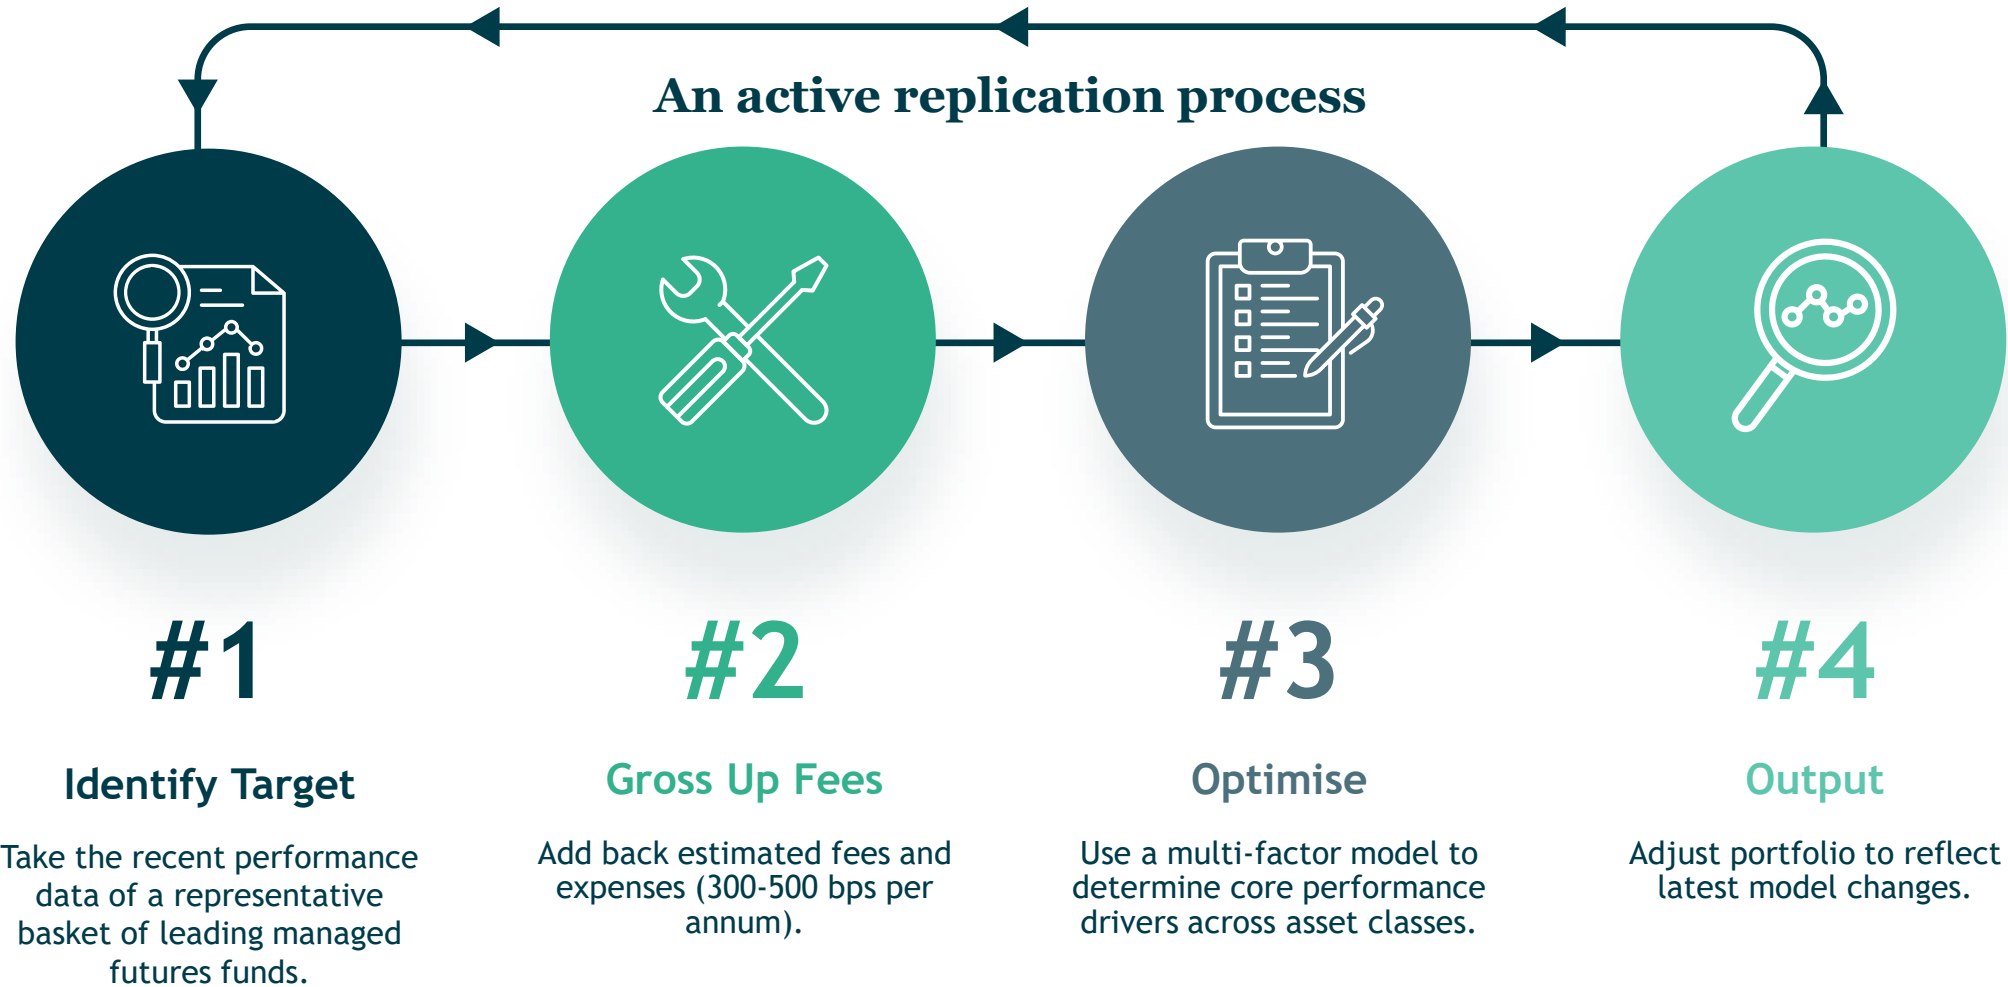 An active replication process
#1
Identify Target
Take the recent performance
data of a representative
basket of leading managed
futures funds.
#2
Gross Up Fees
Add back estimated fees and
expenses (300-500 bps per
annum).
#3
Optimise
Use a multi-factor model to
determine core performance
drivers across asset classes.
#4
Output
Adjust portfolio to reflect
latest model changes.